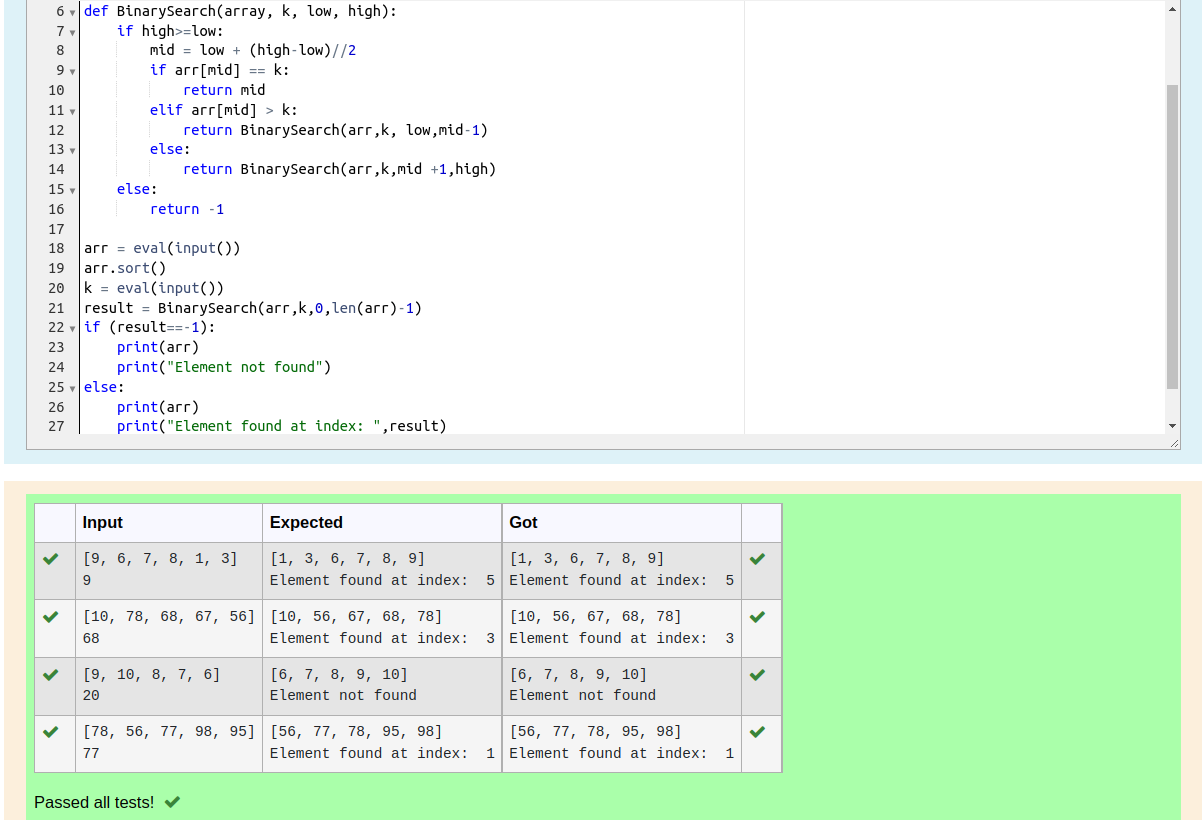 6 def BinarySearch(array, k, low, high):
7     if high>=low:
8         mid = low + (high-low)//2
9         if arr[mid] == k:
10             return mid
11         elif arr[mid] > k:
12             return BinarySearch(arr,k, low,mid-1)
13         else:
14             return BinarySearch(arr,k,mid +1,high)
15     else:
16         return -1
17
18 arr = eval(input())
19 arr.sort()
20 k = eval(input())
21 result = BinarySearch(arr,k,0,len(arr)-1)
22 if (result==-1):
23     print(arr)
24     print("Element not found")
25 else:
26     print(arr)
27     print("Element found at index: ",result)
Input Expected Got
[9, 6, 7, 8, 1, 3] [1, 3, 6, 7, 8, 9] [1, 3, 6, 7, 8, 9]
9 Element found at index:  5 Element found at index:  5
[10, 78, 68, 67, 56] [10, 56, 67, 68, 78] [10, 56, 67, 68, 78]
68 Element found at index:  3 Element found at index:  3
[9, 10, 8, 7, 6] [6, 7, 8, 9, 10] [6, 7, 8, 9, 10]
20 Element not found Element not found
[78, 56, 77, 98, 95] [56, 77, 78, 95, 98] [56, 77, 78, 95, 98]
77 Element found at index:  1 Element found at index:  1
Passed all tests!